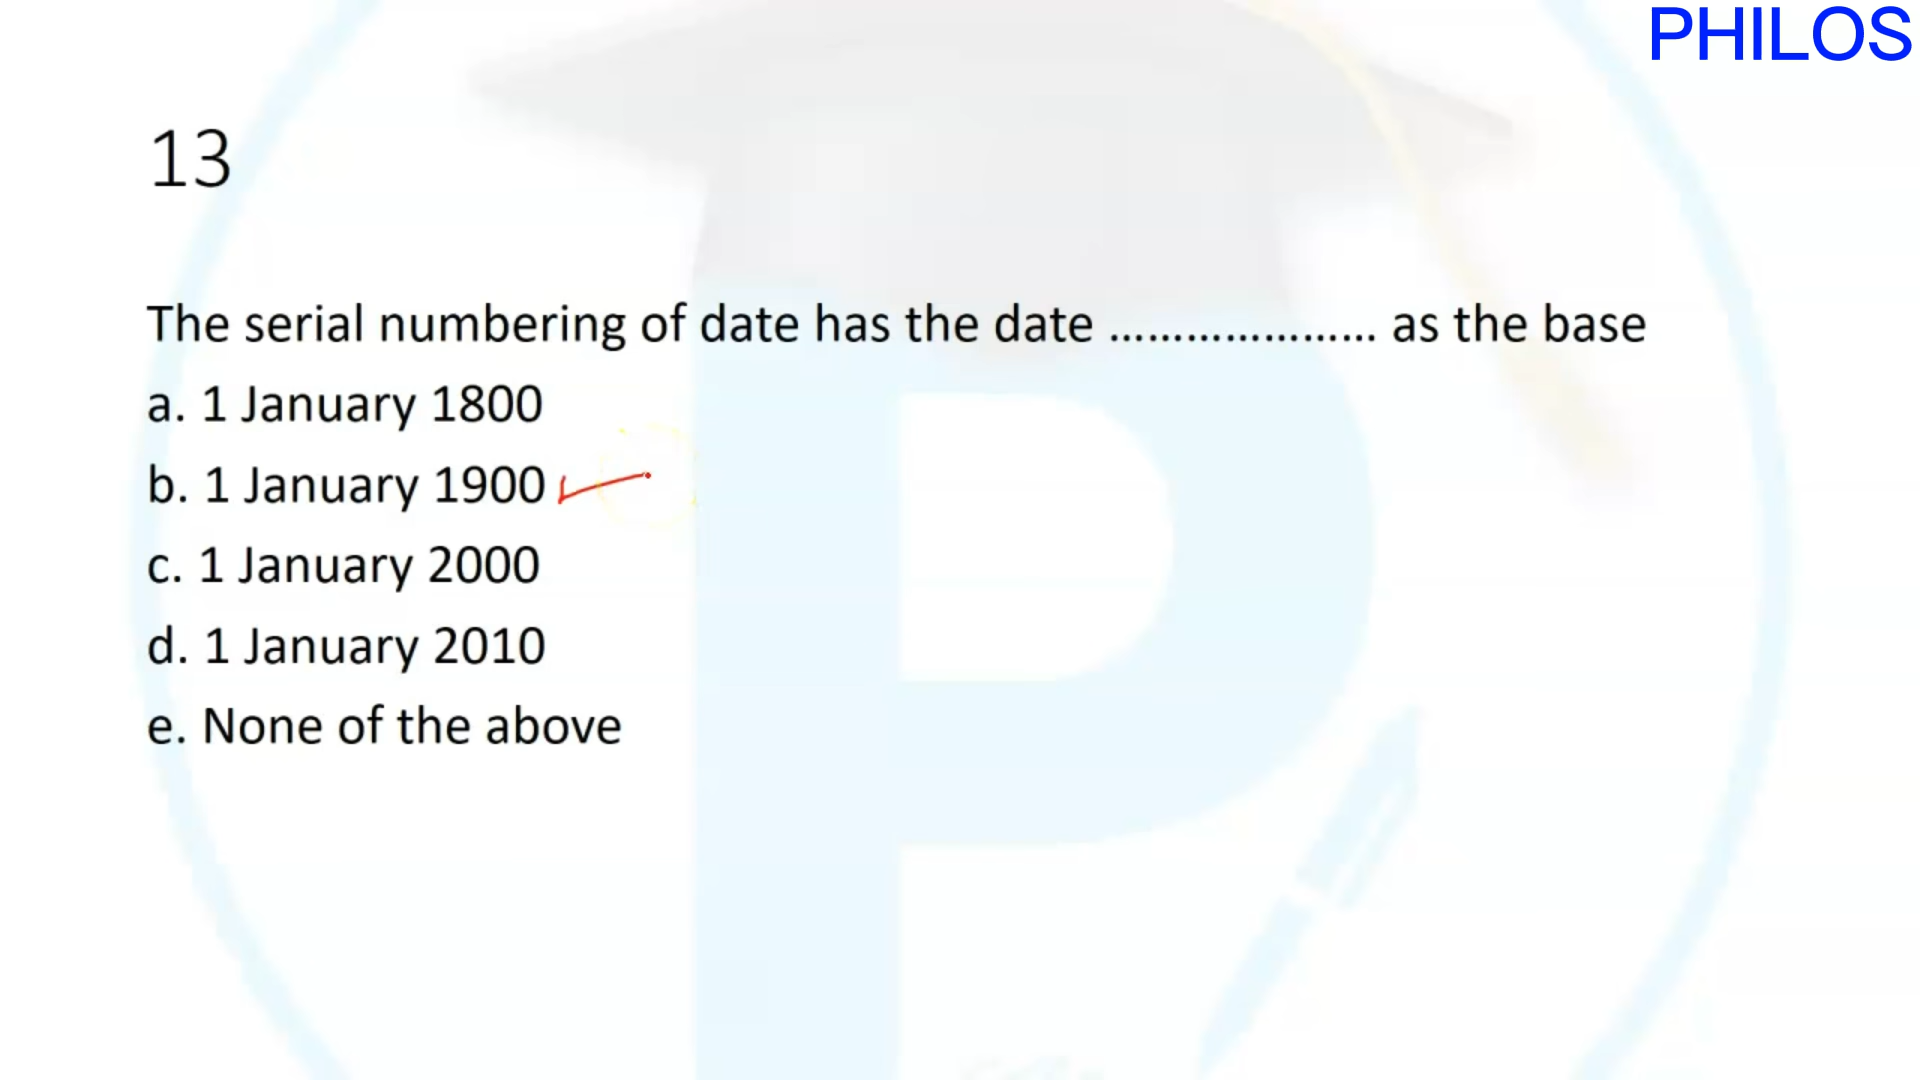 PHILOS
13
The serial numbering of date has the date ..................... as the base
a. 1 January 1800
b. 1 January 1900
c. 1 January 2000
d. 1 January 2010
e. None of the above